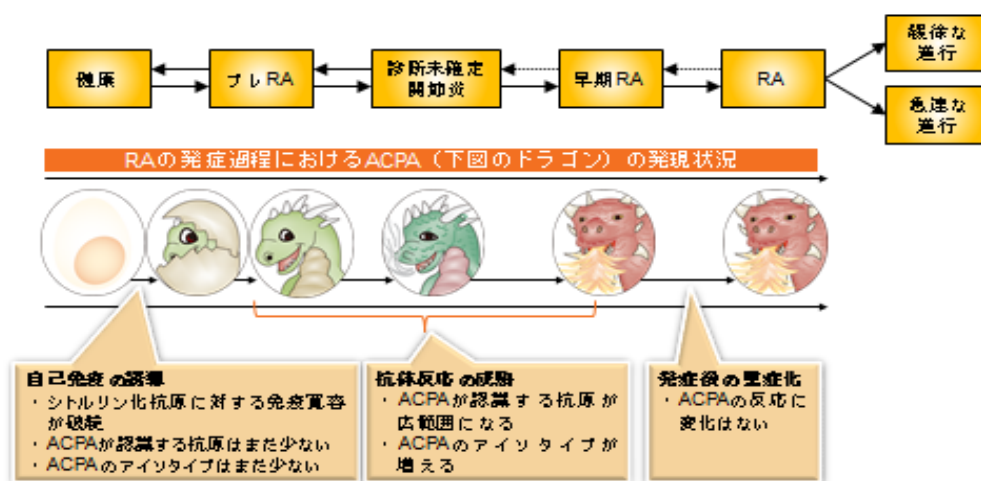 緩徐な
進行
健康
プレRA
診断未確定
関節炎
早期RA
RA
急速な
進行
RAの発症過程におけるACPA（下図のドラゴン）の発現状況
自己免疫の誘導
・シトルリン化抗原に対する免疫寛容
が破綻
・ACPAが認識する抗原はまだ少ない
・ACPAのアイソタイプはまだ少ない
抗体反応の成熟
・ACPAが認識する抗原が
広範囲になる
・ACPAのアイソタイプが
増える
発症後の重症化
・ACPAの反応に
変化はない